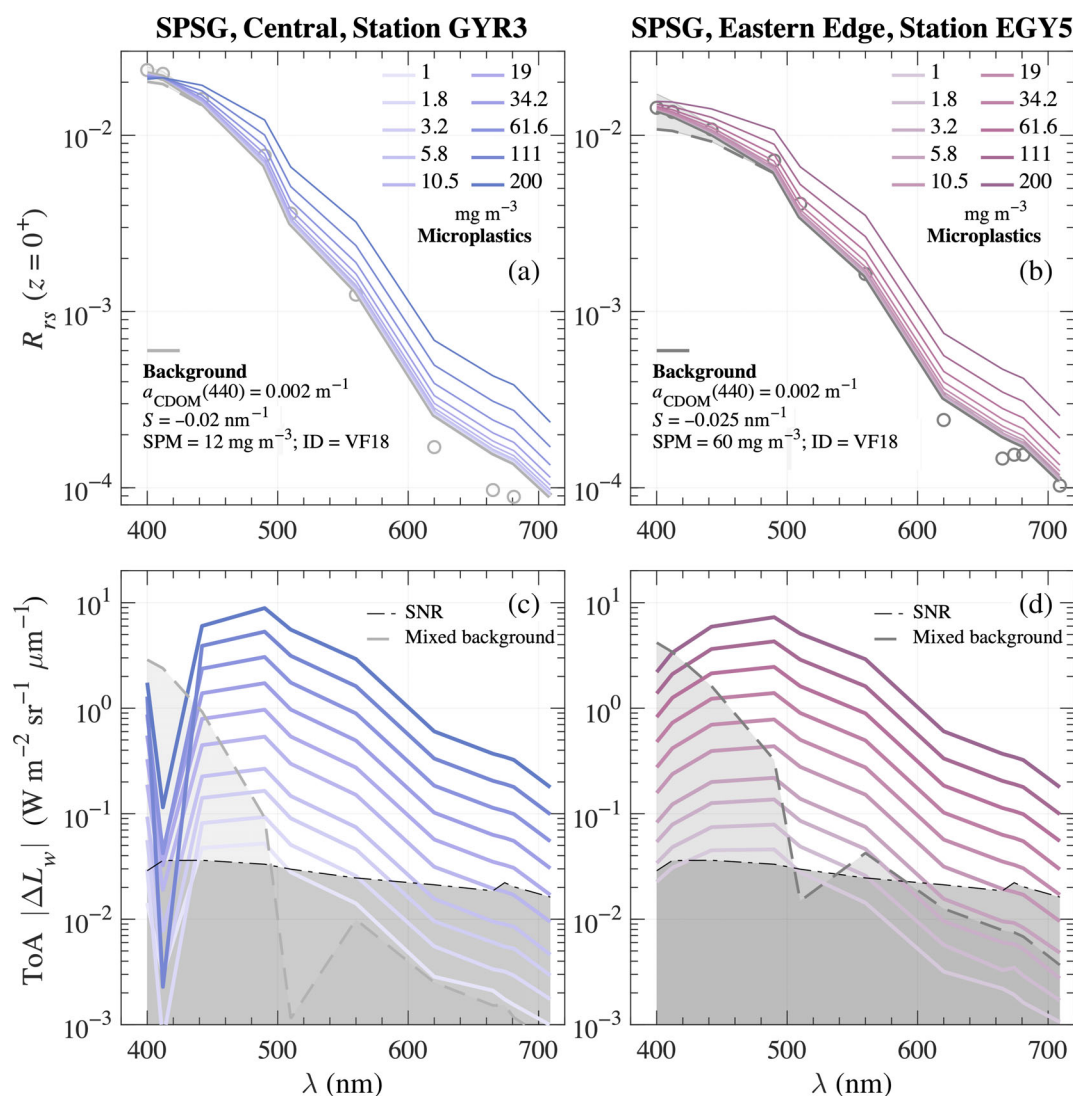 SPSG, Central, Station GYR3
SPSG, Eastern Edge, Station EGY5
R_rs (z = 0⁺)
10⁻²
10⁻³
10⁻⁴
1 19
1.8 34.2
3.2 61.6
5.8 111
10.5 200
mg m⁻³
Microplastics
(a)
Background
a_CDOM(440) = 0.002 m⁻¹
S = −0.02 nm⁻¹
SPM = 12 mg m⁻³; ID = VF18
400 500 600 700
10⁻²
10⁻³
10⁻⁴
1 19
1.8 34.2
3.2 61.6
5.8 111
10.5 200
mg m⁻³
Microplastics
(b)
Background
a_CDOM(440) = 0.002 m⁻¹
S = −0.025 nm⁻¹
SPM = 60 mg m⁻³; ID = VF18
400 500 600 700
ToA |ΔL_w| (W m⁻² sr⁻¹ μm⁻¹)
10¹
10⁰
10⁻¹
10⁻²
10⁻³
(c)
SNR
Mixed background
400 500 600 700
λ (nm)
10¹
10⁰
10⁻¹
10⁻²
10⁻³
(d)
SNR
Mixed background
400 500 600 700
λ (nm)